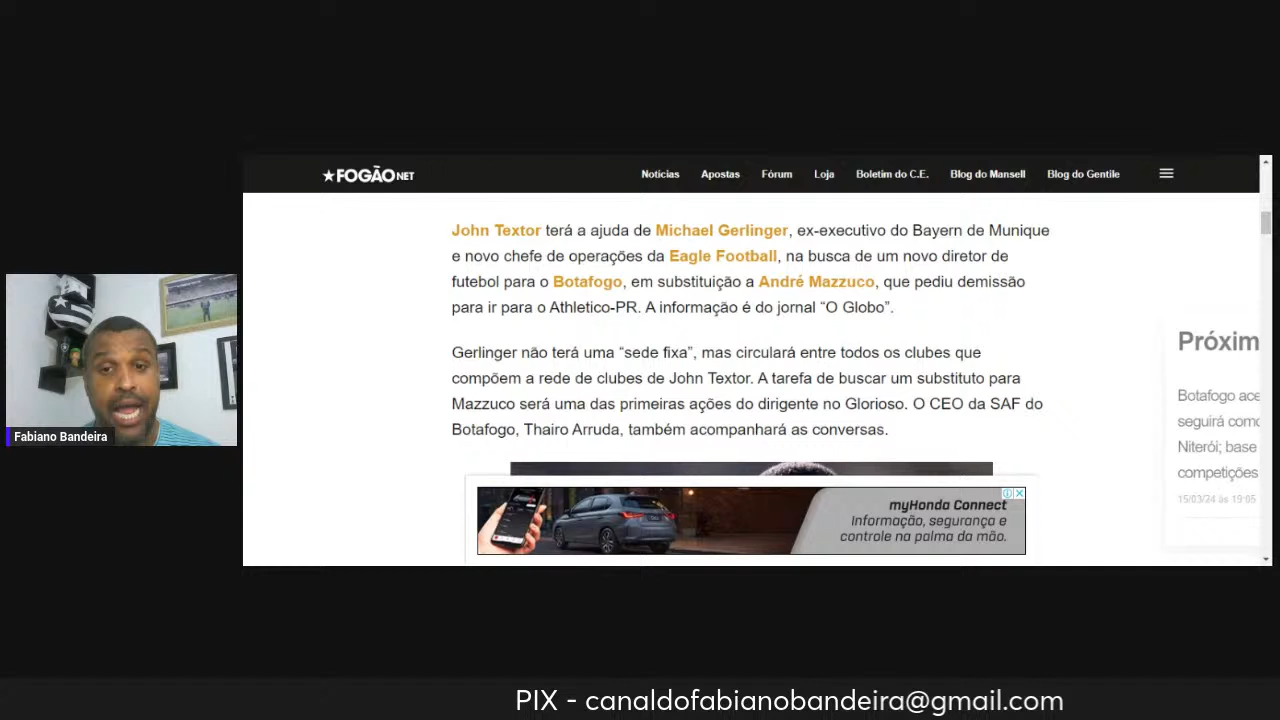 ★FOGÃONET
Notícias Apostas Fórum Loja Boletim do C.E. Blog do Mansell Blog do Gentile
John Textor terá a ajuda de Michael Gerlinger, ex-executivo do Bayern de Munique
e novo chefe de operações da Eagle Football, na busca de um novo diretor de
futebol para o Botafogo, em substituição a André Mazzuco, que pediu demissão
para ir para o Athletico-PR. A informação é do jornal “O Globo”.
Gerlinger não terá uma “sede fixa”, mas circulará entre todos os clubes que
compõem a rede de clubes de John Textor. A tarefa de buscar um substituto para
Mazzuco será uma das primeiras ações do dirigente no Glorioso. O CEO da SAF do
Botafogo, Thairo Arruda, também acompanhará as conversas.
Próxim
Botafogo ace
seguirá como
Niterói; base
competições
15/03/24 às 19:05
myHonda Connect
Informação, segurança e
controle na palma da mão.
Fabiano Bandeira
PIX - canaldofabianobandeira@gmail.com